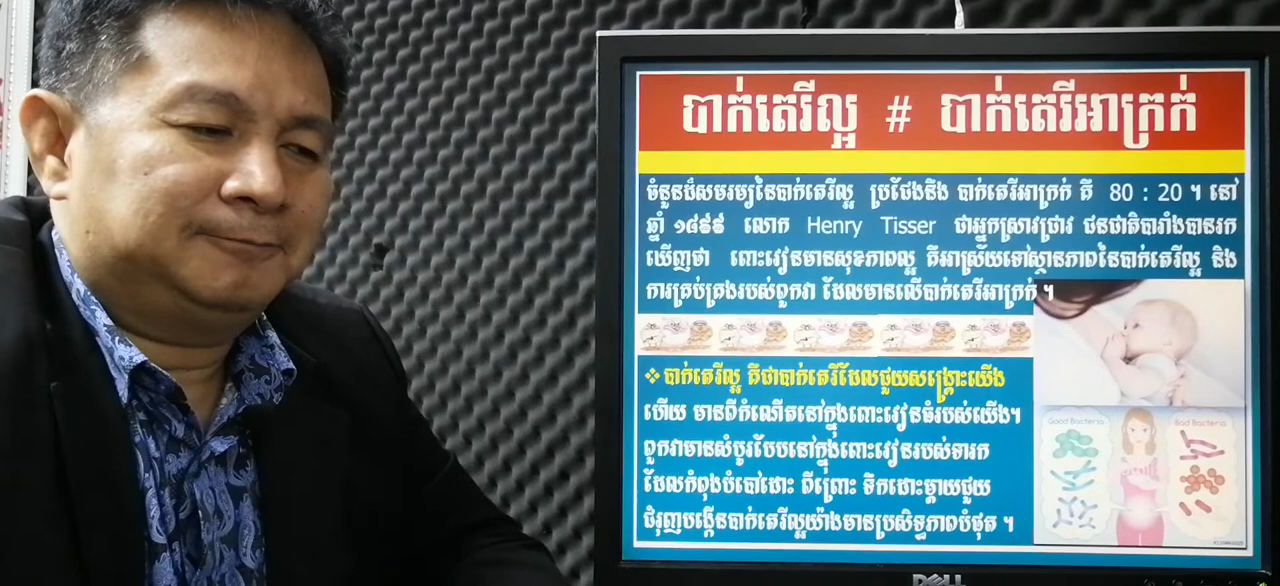 បាក់តេរីល្អ # បាក់តេរីអាក្រក់
ចំនួនដ៏សមរម្យនៃបាក់តេរីល្អ ប្រជែងនឹង បាក់តេរីអាក្រក់ គឺ 80 : 20 ។ នៅ
ឆ្នាំ ១៨៩៩ លោក Henry Tisser ជាអ្នកស្រាវជ្រាវ ជនជាតិបារាំងបានរក
ឃើញថា ពោះវៀនមានសុខភាពល្អ គឺអាស្រ័យទៅស្ថានភាពនៃបាក់តេរីល្អ និង
ការគ្រប់គ្រងរបស់ពួកវា ដែលមានលើបាក់តេរីអាក្រក់ ។
❖ បាក់តេរីល្អ គឺជាបាក់តេរីដែលជួយសង្គ្រោះយើង
ហើយ មានពីកំណើតនៅក្នុងពោះវៀនធំរបស់យើង។
ពួកវាមានសំបូរបែបនៅក្នុងពោះវៀនរបស់ទារក
ដែលកំពុងបំបៅដោះ ពីព្រោះ ទឹកដោះម្តាយជួយ
ជំរុញបង្កើនបាក់តេរីល្អយ៉ាងមានប្រសិទ្ធភាពបំផុត ។
Good Bacteria
Bad Bacteria
DELL